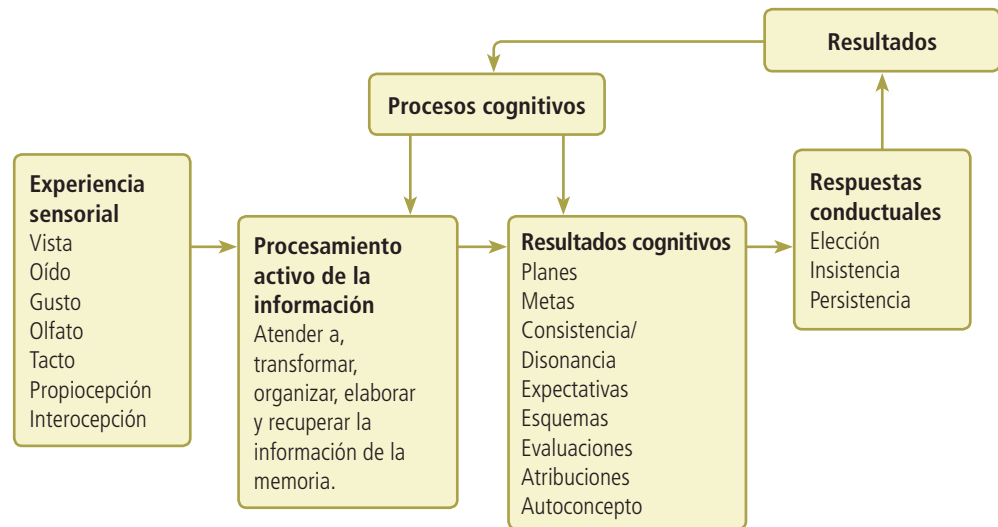 Resultados
Procesos cognitivos
Experiencia
sensorial
Vista
Oído
Gusto
Olfato
Tacto
Propiocepción
Interocepción
Procesamiento
activo de la
información
Atender a,
transformar,
organizar, elaborar
y recuperar la
información de la
memoria.
Resultados cognitivos
Planes
Metas
Consistencia/
Disonancia
Expectativas
Esquemas
Evaluaciones
Atribuciones
Autoconcepto
Respuestas
conductuales
Elección
Insistencia
Persistencia